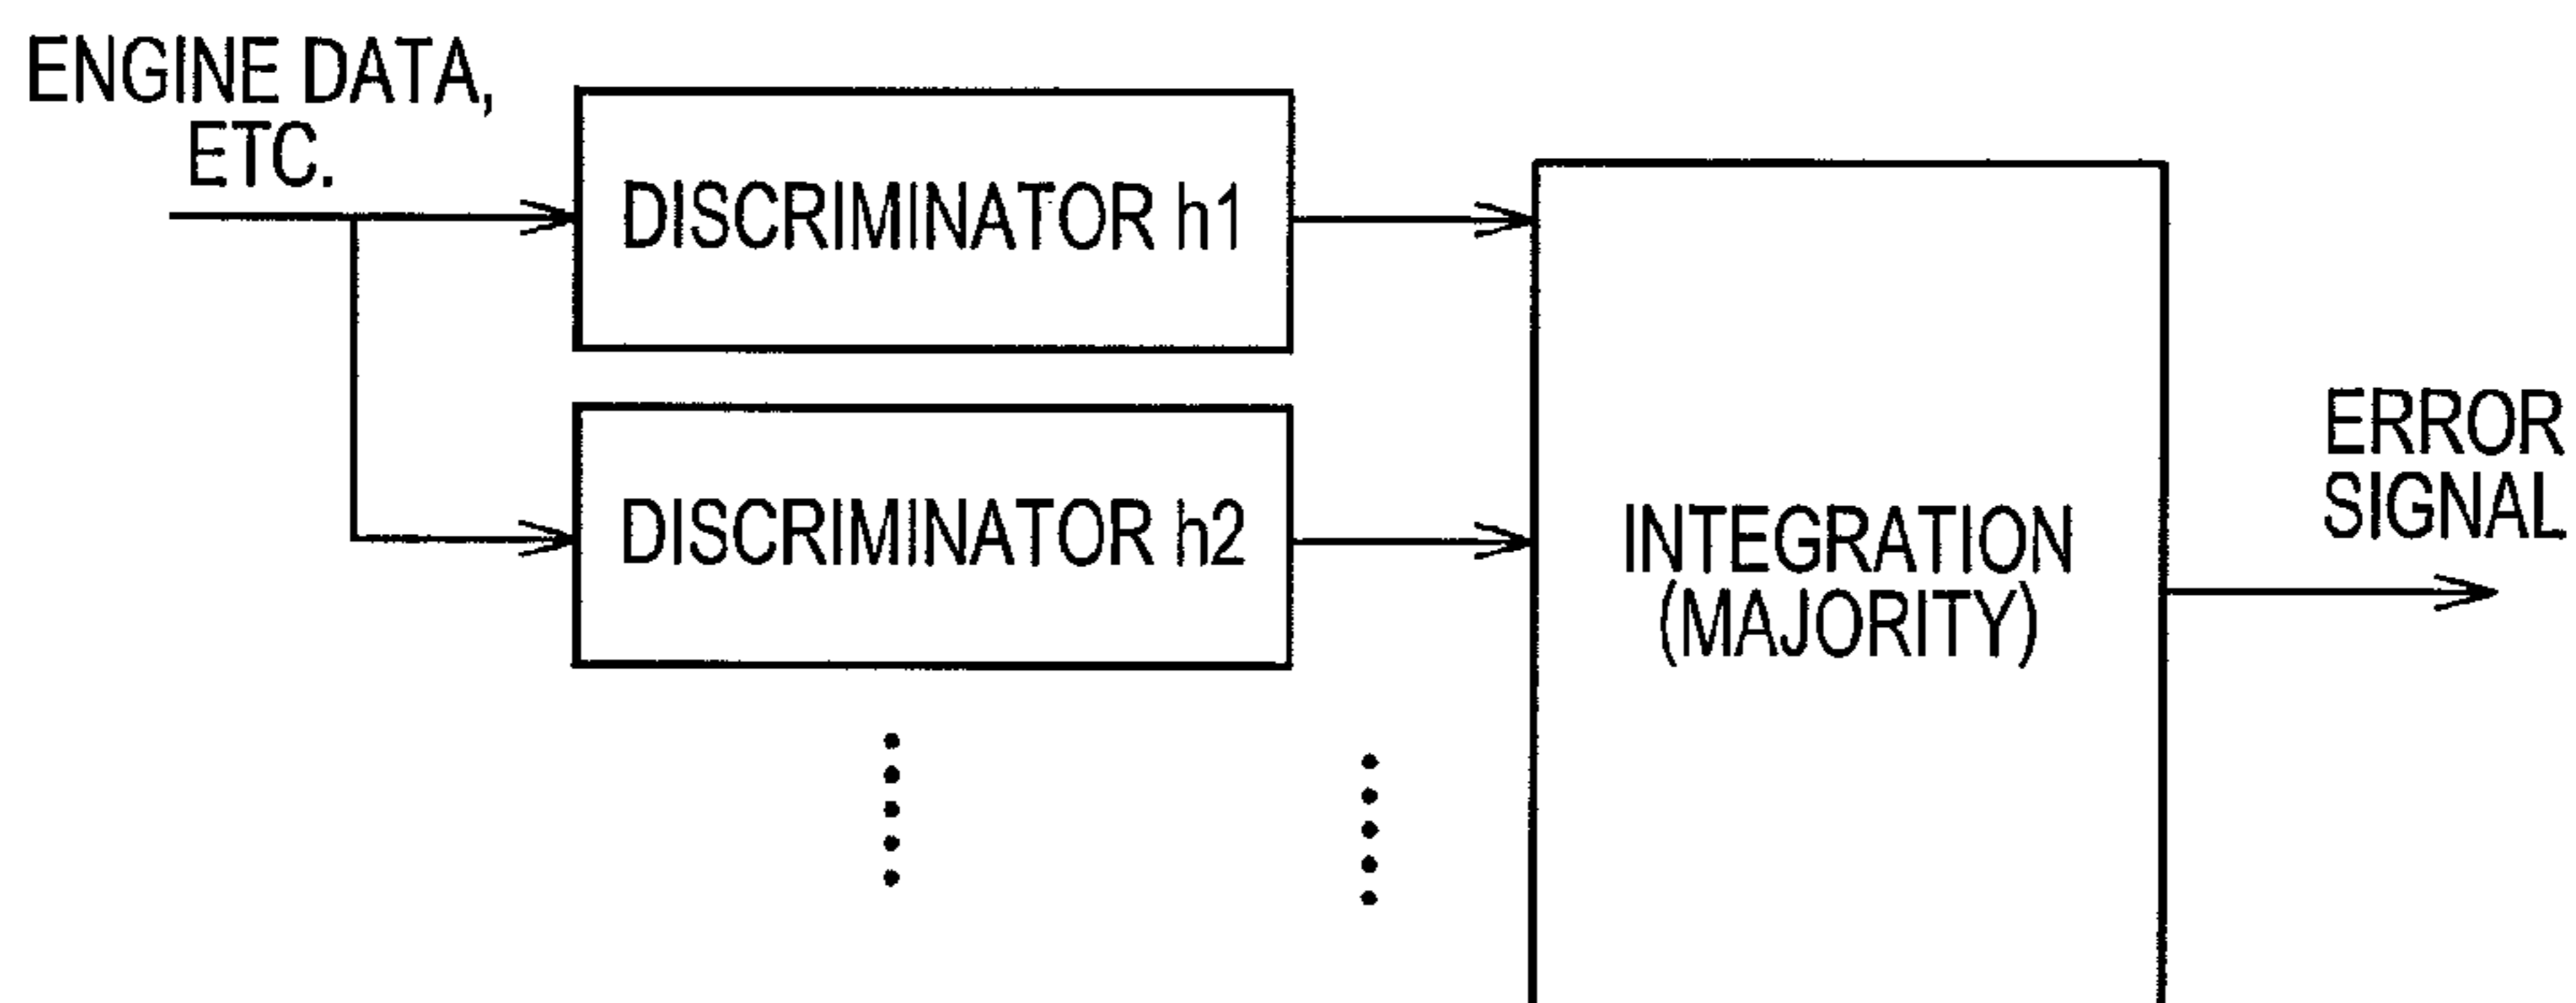 ENGINE DATA,
ETC.
DISCRIMINATOR h1
DISCRIMINATOR h2
INTEGRATION
(MAJORITY)
ERROR
SIGNAL